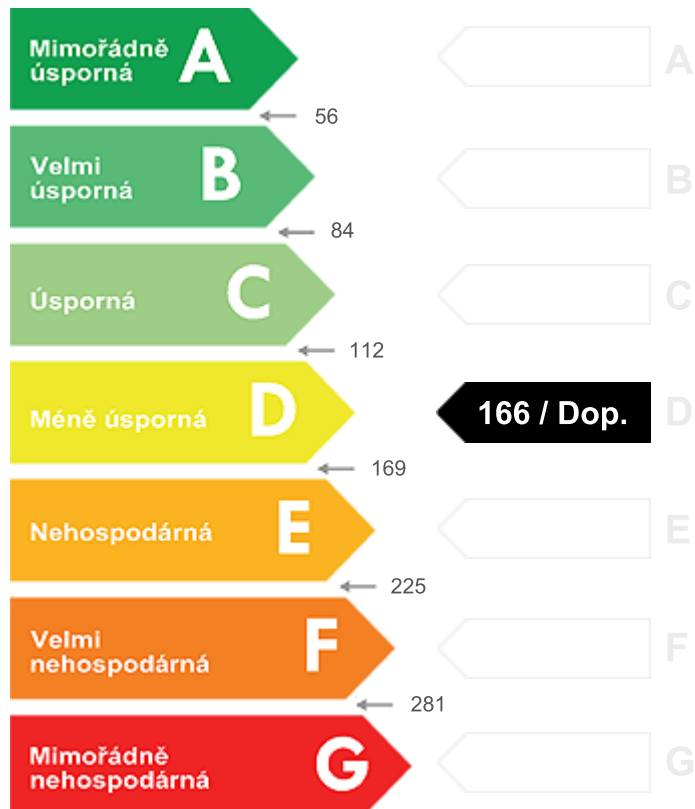 Mimořádně
úsporná
A
A
56
Velmi
úsporná
B
B
84
Úsporná
C
C
112
Méně úsporná
D
166 / Dop.
D
169
Nehospodárná
E
E
225
Velmi
nehospodárná
F
F
281
Mimořádně
nehospodárná
G
G